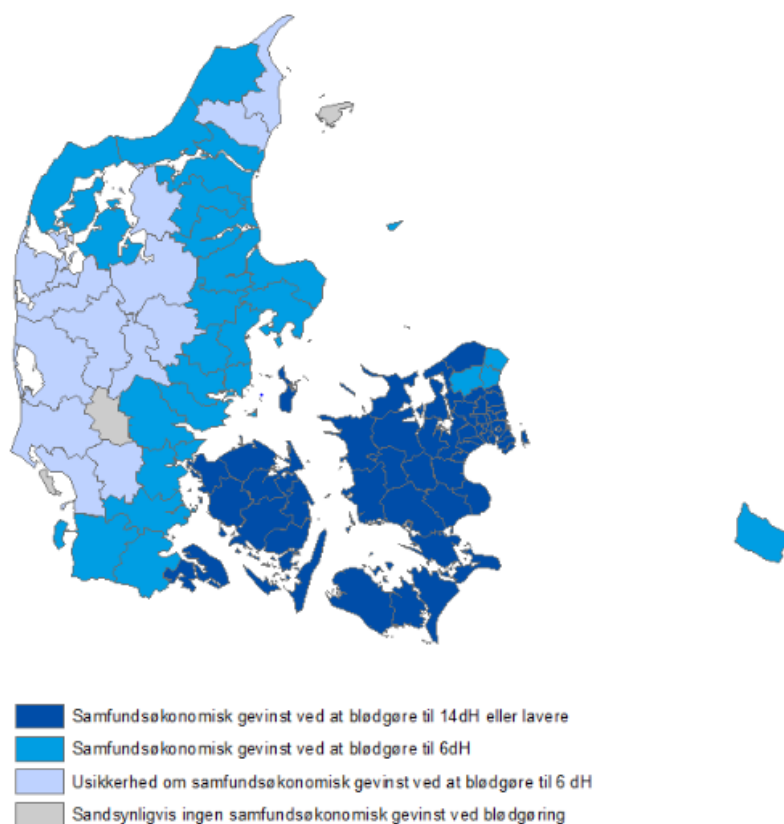 Samfundsøkonomisk gevinst ved at blødgøre til 14dH eller lavere
Samfundsøkonomisk gevinst ved at blødgøre til 6dH
Usikkerhed om samfundsøkonomisk gevinst ved at blødgøre til 6 dH
Sandsynligvis ingen samfundsøkonomisk gevinst ved blødgøring